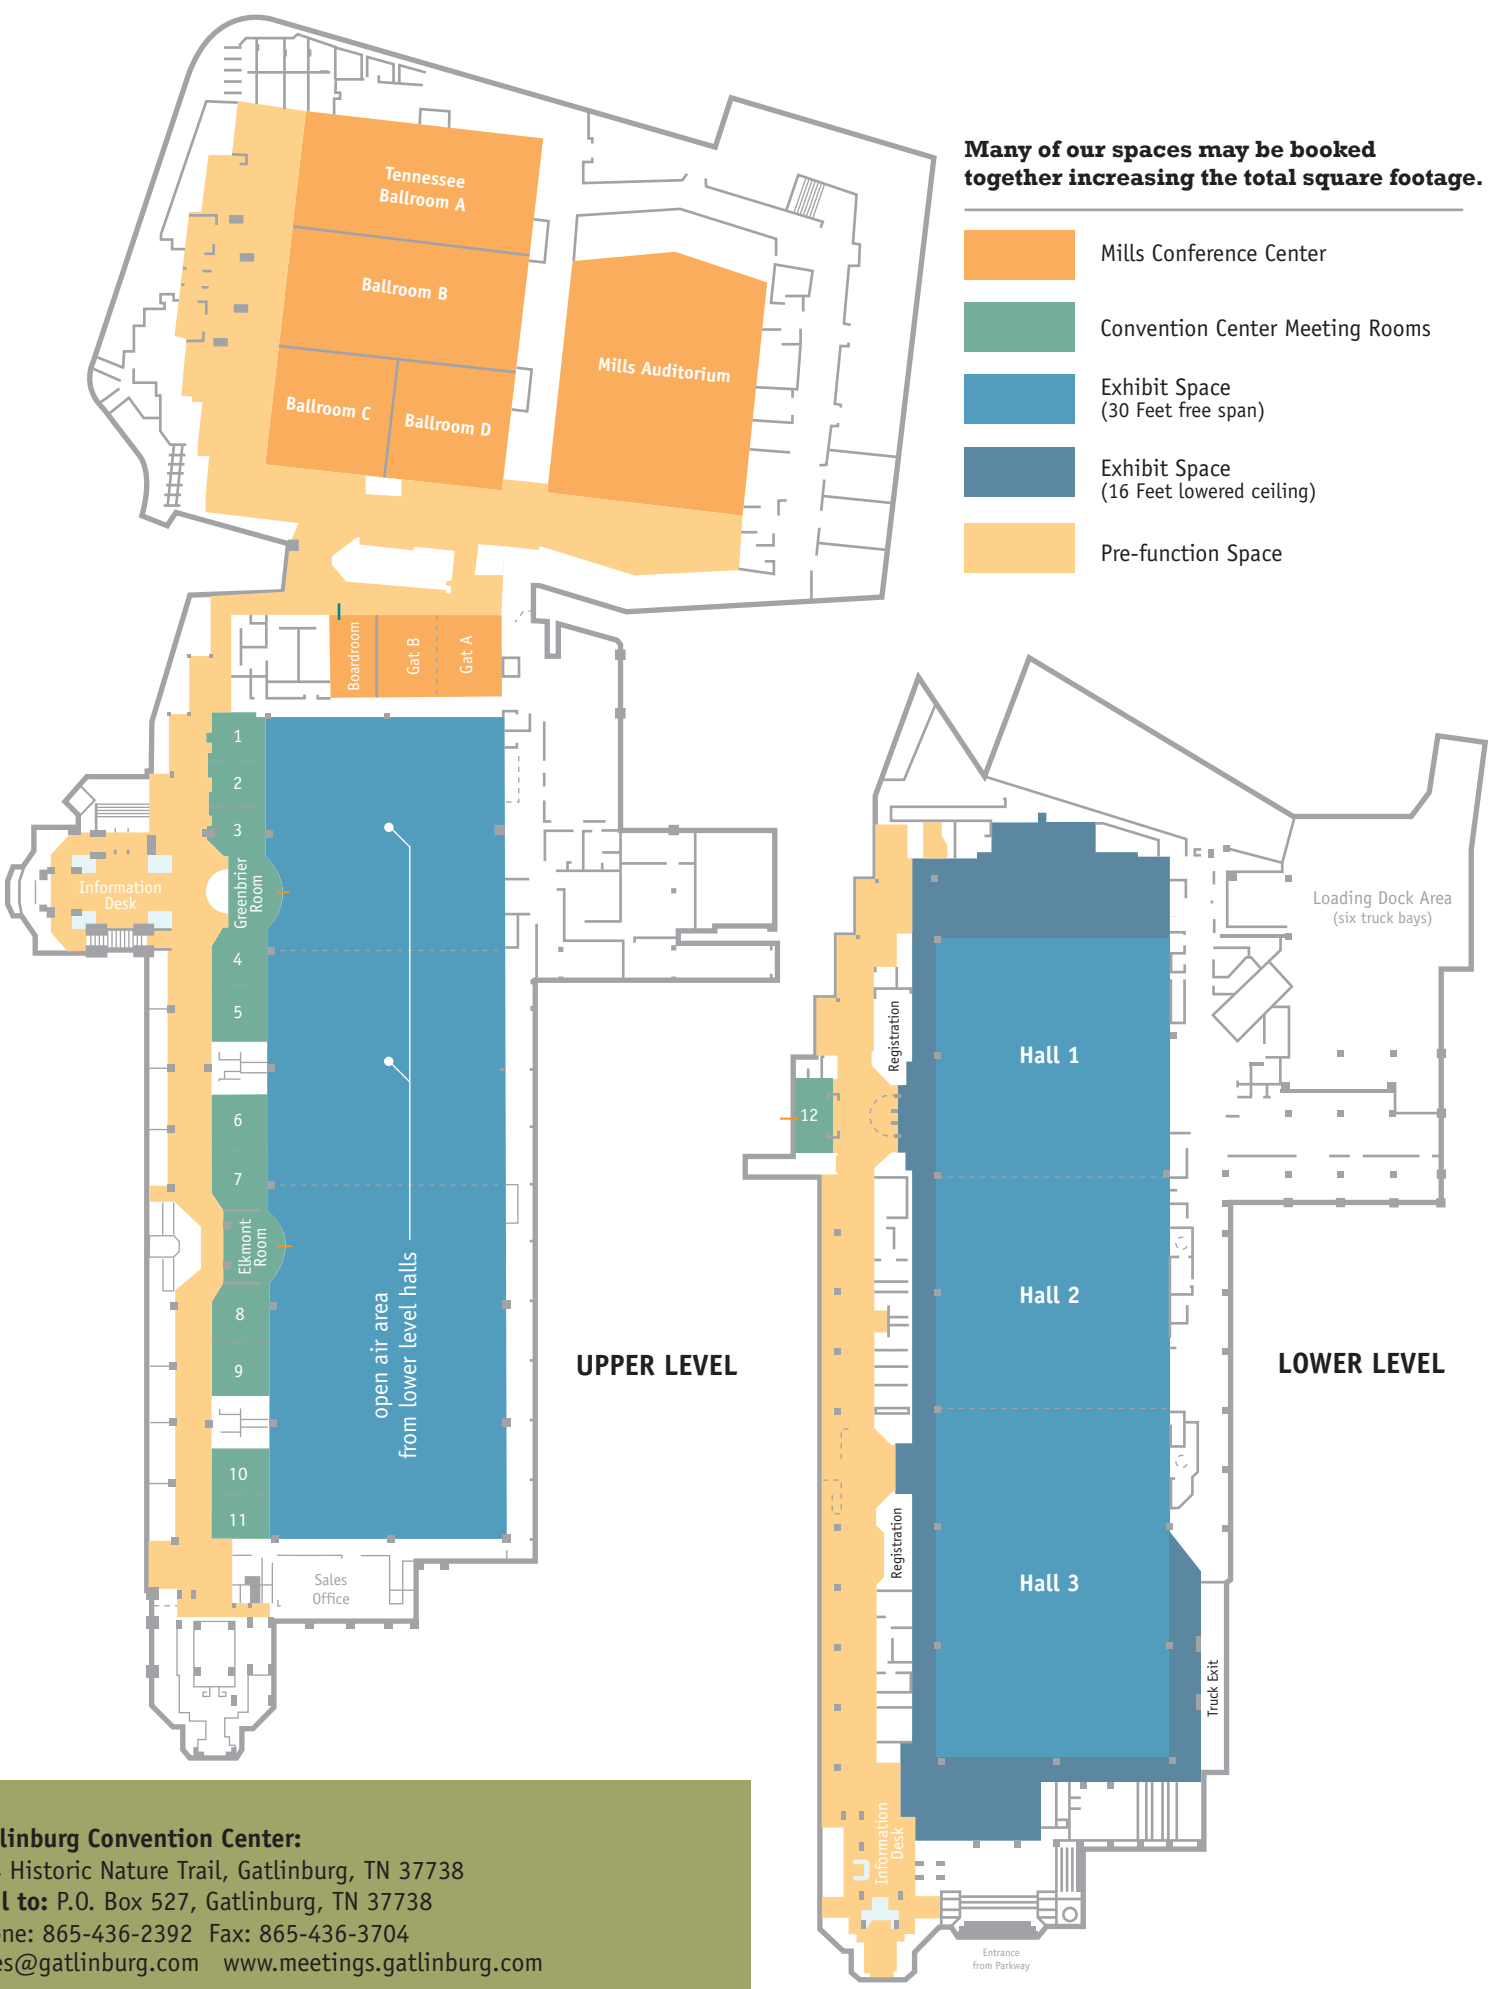 Many of our spaces may be booked
together increasing the total square footage.
Mills Conference Center
Convention Center Meeting Rooms
Exhibit Space
(30 Feet free span)
Exhibit Space
(16 Feet lowered ceiling)
Pre-function Space
Tennessee
Ballroom A
Ballroom B
Ballroom C
Ballroom D
Mills Auditorium
Boardroom
Gat B
Gat A
1
2
3
Greenbrier
Room
Information
Desk
4
5
6
7
Elkmont
Room
8
9
10
11
open air area
from lower level halls
Sales
Office
UPPER LEVEL
Loading Dock Area
(six truck bays)
Registration
12
Hall 1
Hall 2
Hall 3
LOWER LEVEL
Registration
Truck Exit
Information
Desk
Entrance
from Parkway
linburg Convention Center:
Historic Nature Trail, Gatlinburg, TN 37738
l to: P.O. Box 527, Gatlinburg, TN 37738
one: 865-436-2392 Fax: 865-436-3704
es@gatlinburg.com www.meetings.gatlinburg.com